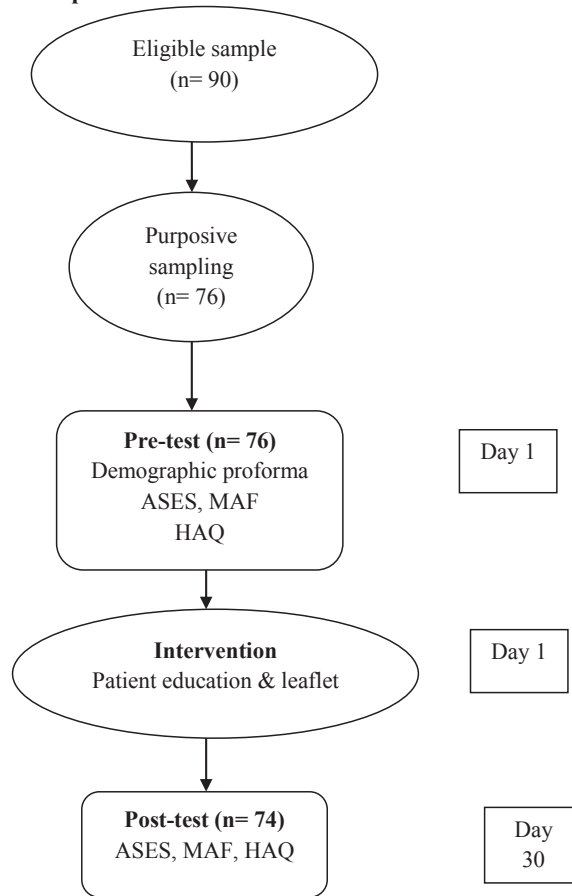 Eligible sample
(n= 90)
Purposive
sampling
(n= 76)
Pre-test (n= 76)
Demographic proforma
ASES, MAF
HAQ
Day 1
Intervention
Patient education & leaflet
Day 1
Post-test (n= 74)
ASES, MAF, HAQ
Day
30